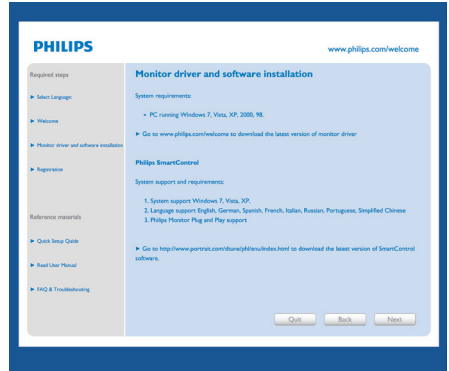 PHILIPS
www.philips.com/welcome
Required steps
► Select Language:
► Welcome
► Monitor driver and software installation
► Registration
Reference materials
► Quick Setup Quide
► Read User Manual
► FAQ & Troubleshooting
Monitor driver and software installation
System requirements:
• PC running Windows 7, Vista, XP, 2000, 98.
► Go to www.philips.com/welcome to download the latest version of monitor driver
Philips SmartControl
System support and requirements:
1. System support Windows 7, Vista, XP.
2. Language support English, German, Spanish, French, Italian, Russian, Portuguese, Simplified Chinese
3. Philips Monitor Plug and Play support
► Go to http://www.portrait.com/dtune/phl/enu/index.html to download the latest version of SmartControl
software.
Quit
Back
Next